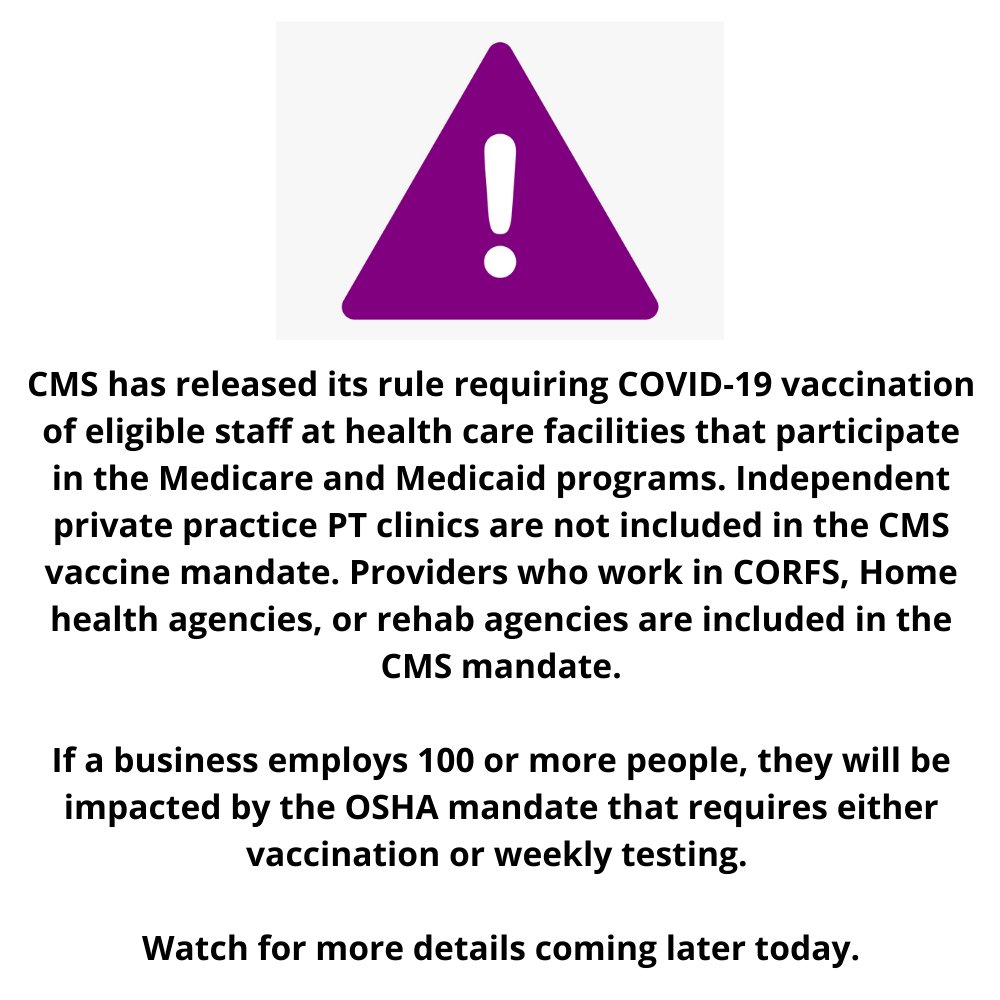 CMS has released its rule requiring COVID-19 vaccination
of eligible staff at health care facilities that participate
in the Medicare and Medicaid programs. Independent
private practice PT clinics are not included in the CMS
vaccine mandate. Providers who work in CORFS, Home
health agencies, or rehab agencies are included in the
CMS mandate.
If a business employs 100 or more people, they will be
impacted by the OSHA mandate that requires either
vaccination or weekly testing.
Watch for more details coming later today.